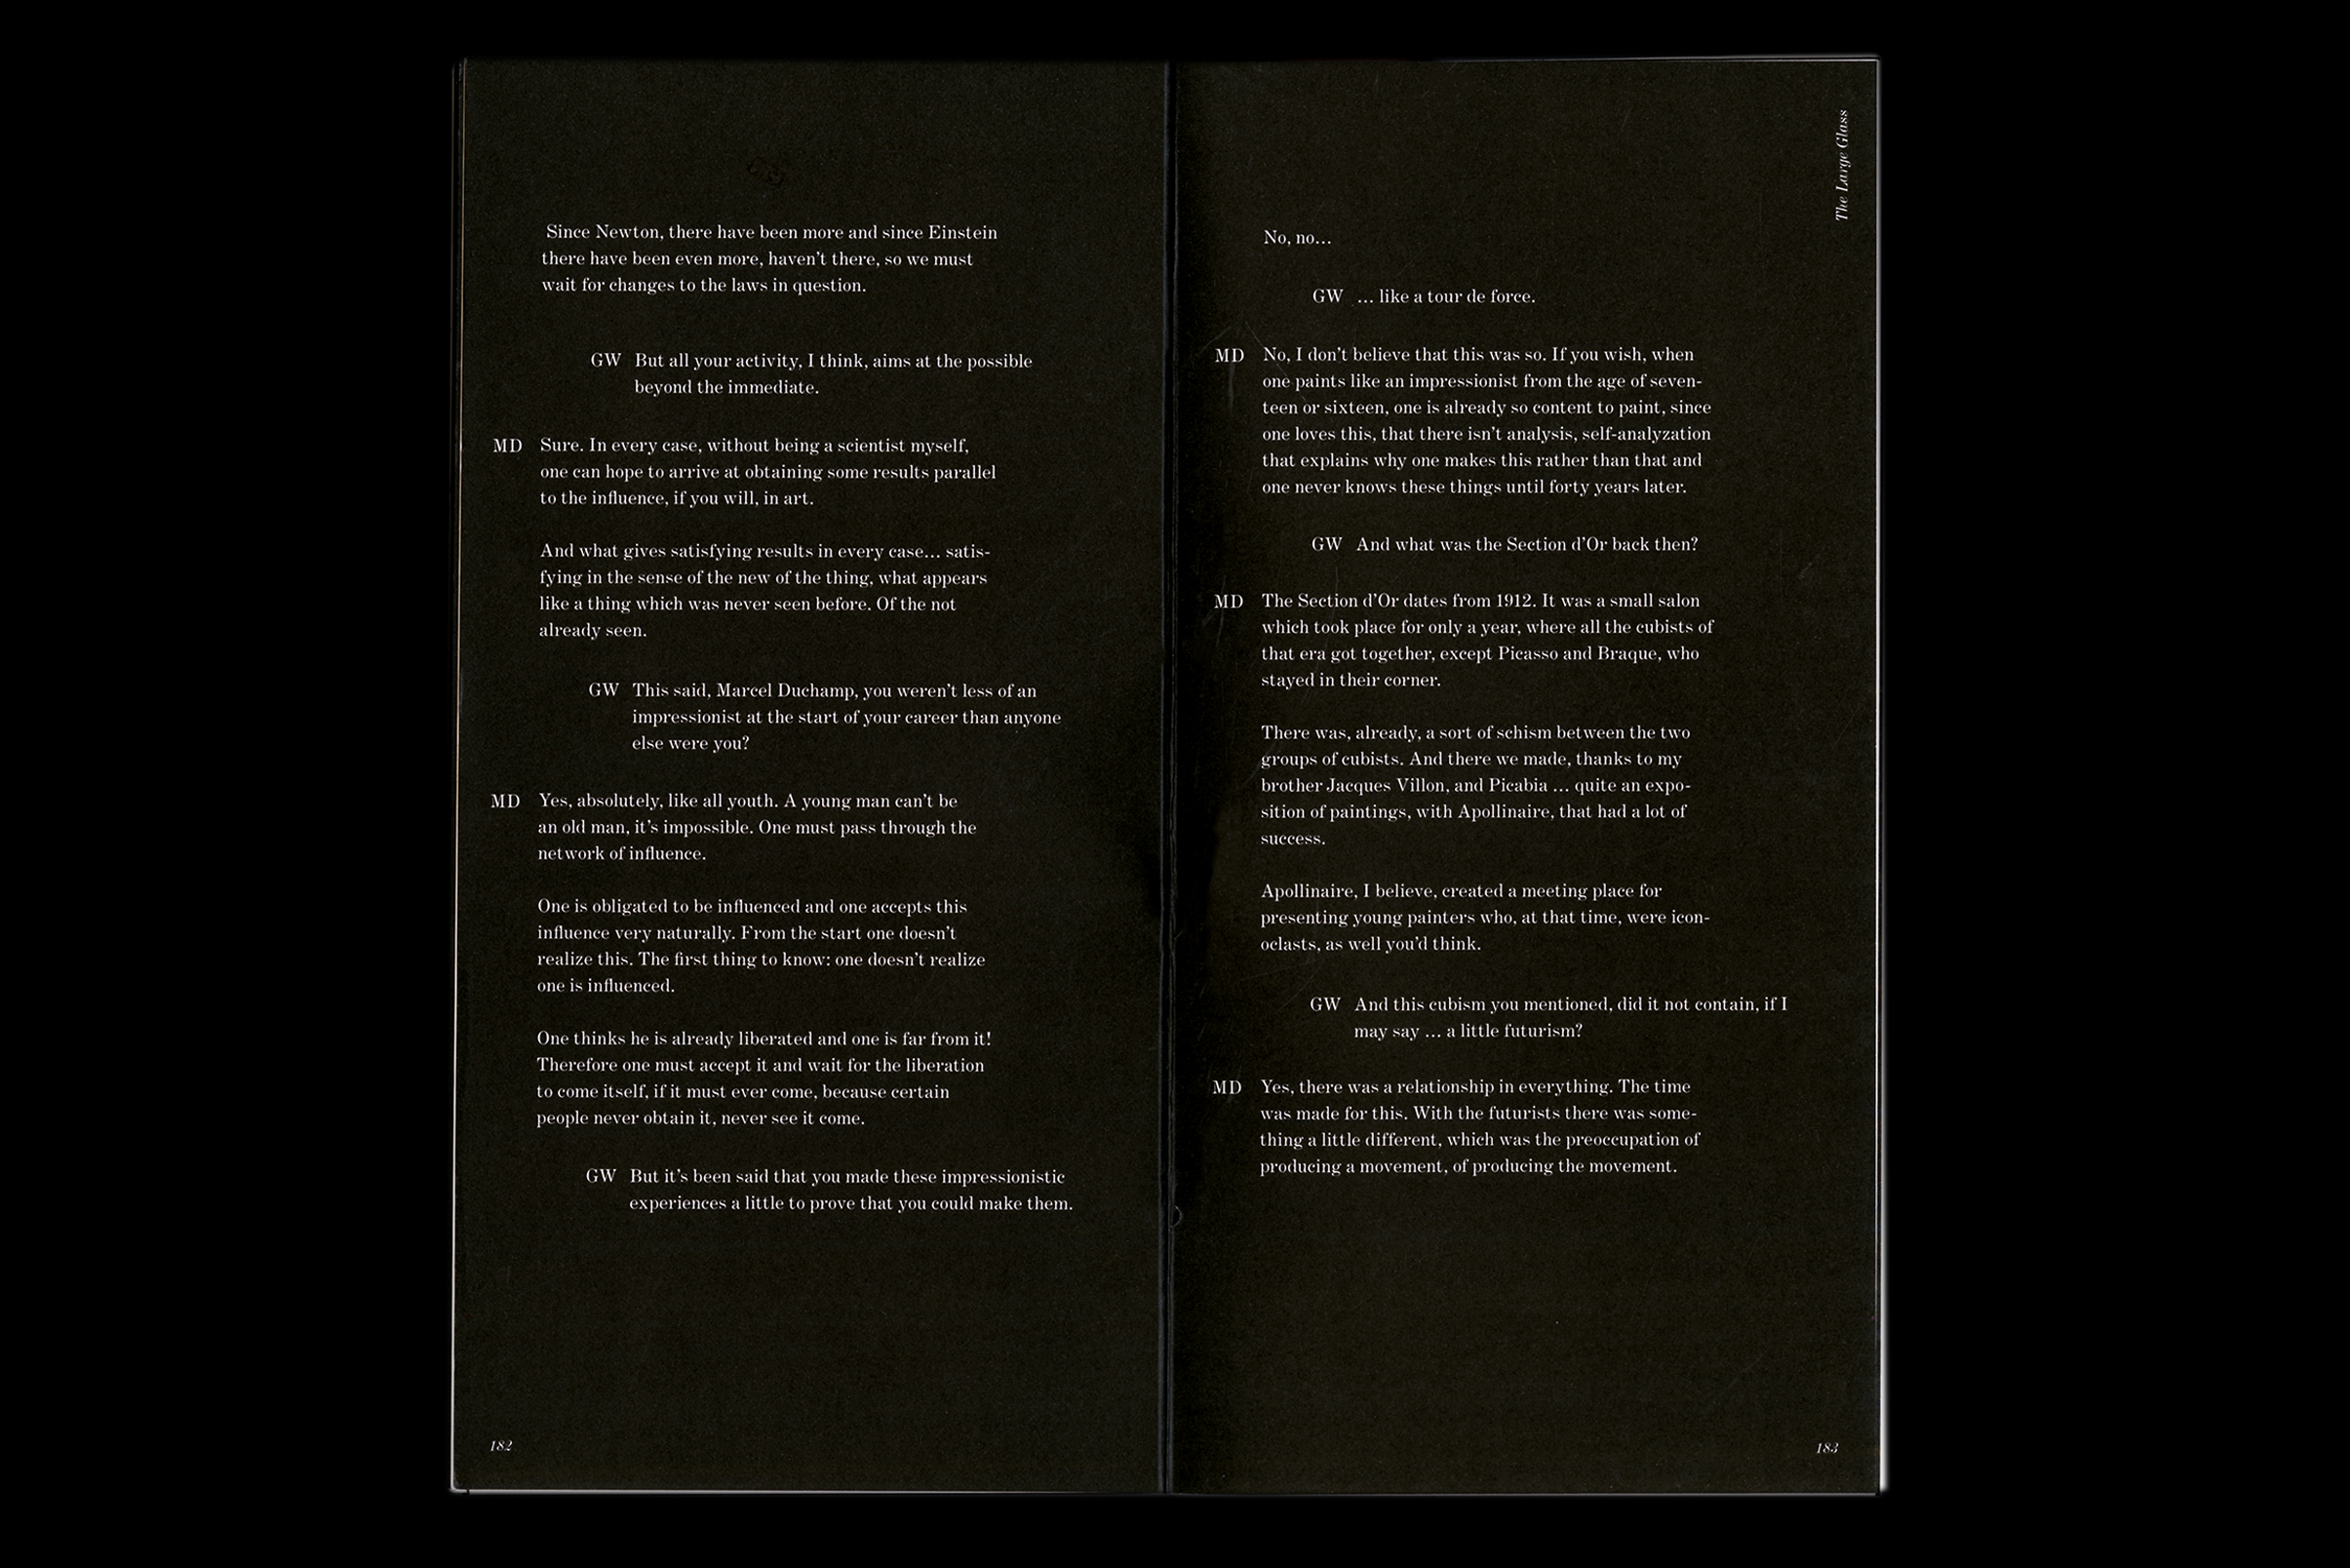 Since Newton, there have been more and since Einstein
there have been even more, haven't there, so we must
wait for changes to the laws in question.
GW But all your activity, I think, aims at the possible
beyond the immediate.
MD Sure. In every case, without being a scientist myself,
one can hope to arrive at obtaining some results parallel
to the influence, if you will, in art.
And what gives satisfying results in every case... satis-
fying in the sense of the new of the thing, what appears
like a thing which was never seen before. Of the not
already seen.
GW This said, Marcel Duchamp, you weren't less of an
impressionist at the start of your career than anyone
else were you?
MD Yes, absolutely, like all youth. A young man can't be
an old man, it's impossible. One must pass through the
network of influence.
One is obligated to be influenced and one accepts this
influence very naturally. From the start one doesn't
realize this. The first thing to know: one doesn't realize
one is influenced.
One thinks he is already liberated and one is far from it!
Therefore one must accept it and wait for the liberation
to come itself, if it must ever come, because certain
people never obtain it, never see it come.
GW But it's been said that you made these impressionistic
experiences a little to prove that you could make them.
182
The Large Glass
No, no...
GW ... like a tour de force.
MD No, I don't believe that this was so. If you wish, when
one paints like an impressionist from the age of seven-
teen or sixteen, one is already so content to paint, since
one loves this, that there isn't analysis, self-analyzation
that explains why one makes this rather than that and
one never knows these things until forty years later.
GW And what was the Section d'Or back then?
MD The Section d'Or dates from 1912. It was a small salon
which took place for only a year, where all the cubists of
that era got together, except Picasso and Braque, who
stayed in their corner.
There was, already, a sort of schism between the two
groups of cubists. And there we made, thanks to my
brother Jacques Villon, and Picabia ... quite an expo-
sition of paintings, with Apollinaire, that had a lot of
success.
Apollinaire, I believe, created a meeting place for
presenting young painters who, at that time, were icon-
oclasts, as well you'd think.
GW And this cubism you mentioned, did it not contain, if I
may say ... a little futurism?
MD Yes, there was a relationship in everything. The time
was made for this. With the futurists there was some-
thing a little different, which was the preoccupation of
producing a movement, of producing the movement.
183